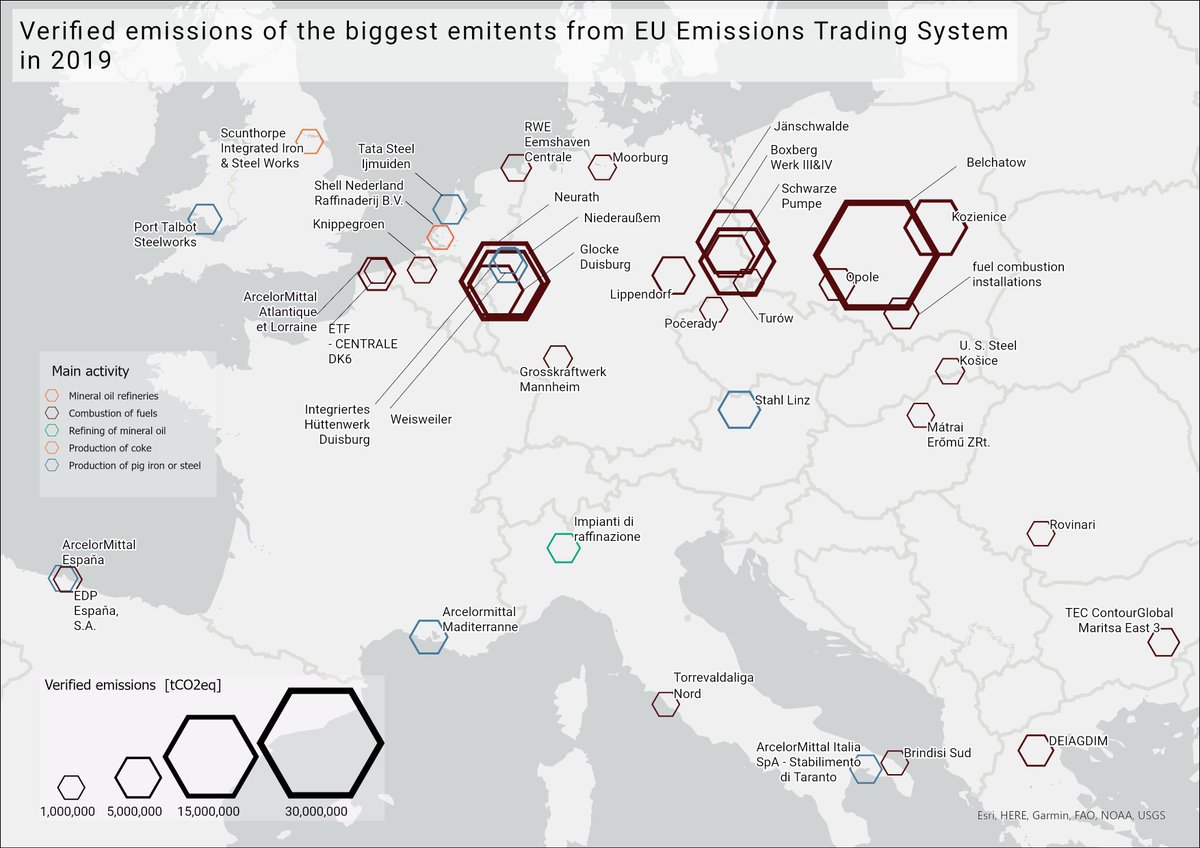 Verified emissions of the biggest emitents from EU Emissions Trading System
in 2019
Scunthorpe
Integrated Iron
& Steel Works
Port Talbot
Steelworks
Tata Steel
Ijmuiden
Shell Nederland
Raffinaderij B.V.
Knippegroen
RWE
Eemshaven
Centrale
Moorburg
Neurath
Niederaußem
Glocke
Duisburg
Jänschwalde
Boxberg
Werk III&IV
Schwarze
Pumpe
Belchatow
Kozienice
Opole
fuel combustion
installations
Lippendorf
Počerady
Turów
ArcelorMittal
Atlantique
et Lorraine
ETF
- CENTRALE
DK6
Grosskraftwerk
Mannheim
Integriertes
Hüttenwerk
Duisburg
Weisweiler
U. S. Steel
Košice
Stahl Linz
Mátrai
Erőmű ZRt.
Main activity
Mineral oil refineries
Combustion of fuels
Refining of mineral oil
Production of coke
Production of pig iron or steel
Impianti di
raffinazione
Rovinari
ArcelorMittal
España
EDP
España,
S.A.
Arcelormittal
Maditerranne
TEC ContourGlobal
Maritsa East 3
Torrevaldaliga
Nord
ArcelorMittal Italia
SpA - Stabilimento
di Taranto
Brindisi Sud
DEIAGDIM
Verified emissions [tCO2eq]
1,000,000
5,000,000
15,000,000
30,000,000
Esri, HERE, Garmin, FAO, NOAA, USGS